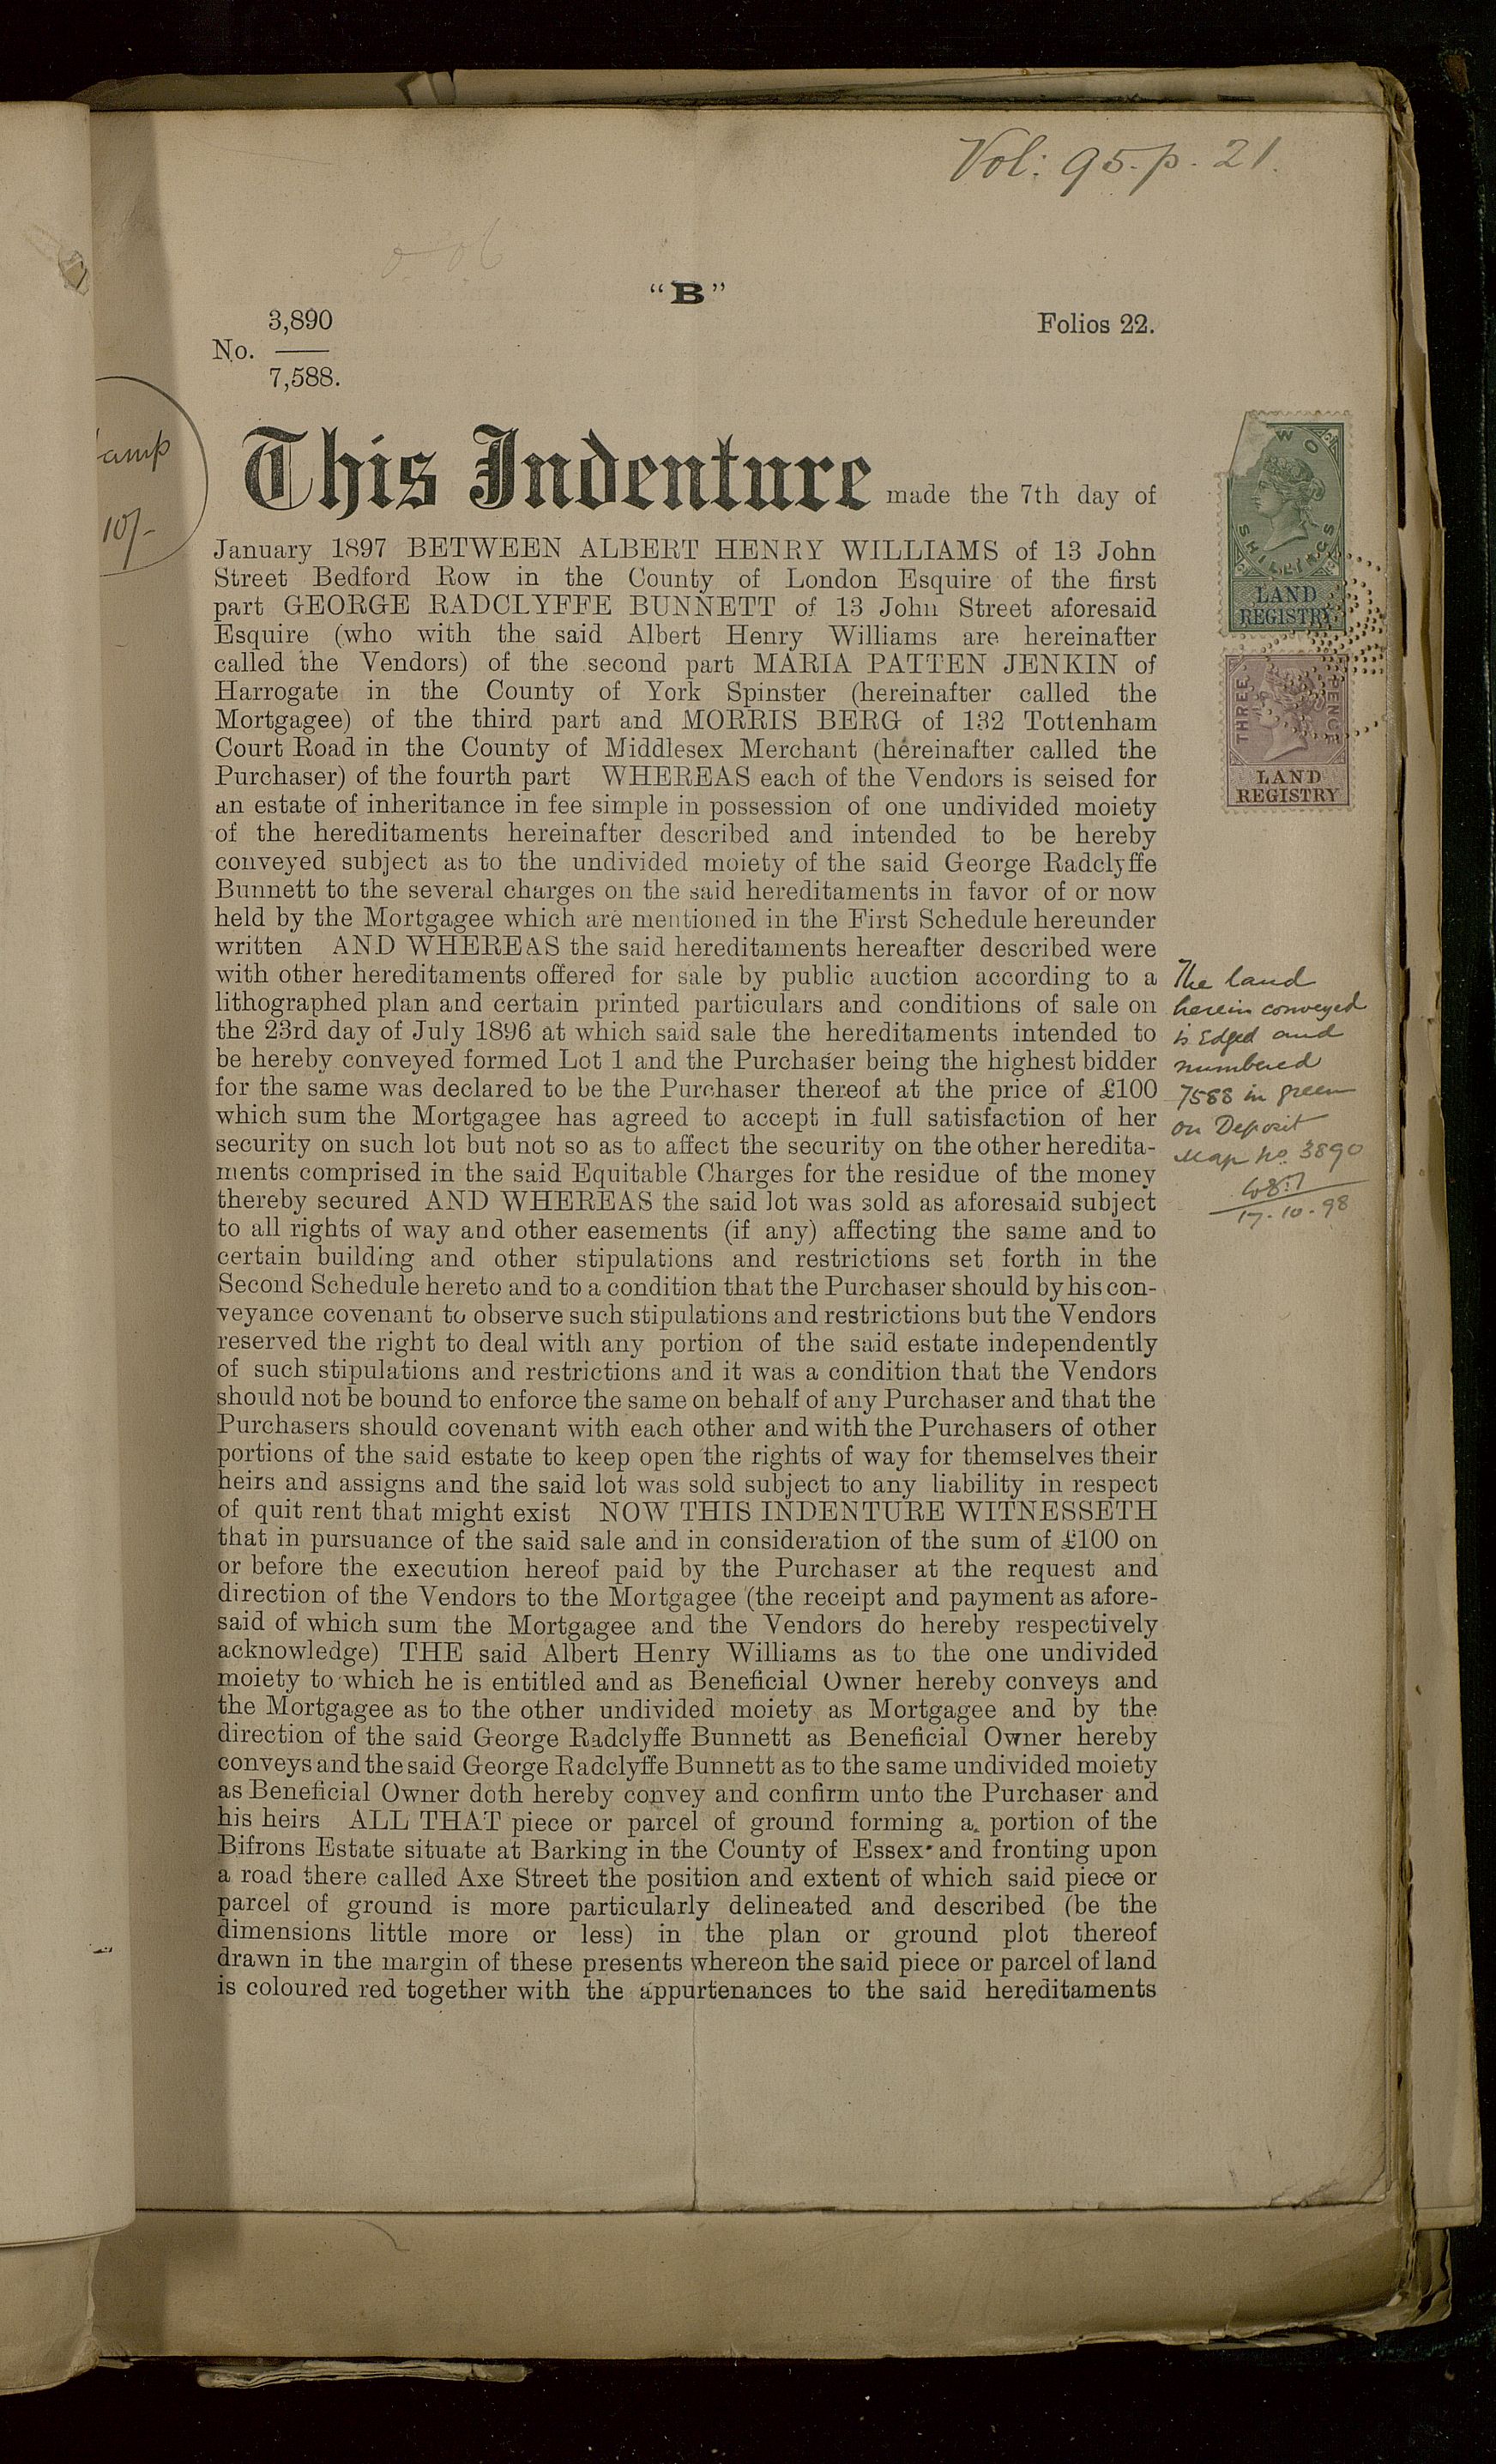 Vol: 95. p. 21.
"B"
3,890
Folios 22.
No.
7,588.
amp
10/-
This Indenture made the 7th day of
January 1897 BETWEEN ALBERT HENRY WILLIAMS of 13 John
Street Bedford Row in the County of London Esquire of the first
part GEORGE RADCLYFFE BUNNETT of 13 John Street aforesaid
Esquire (who with the said Albert Henry Williams are hereinafter
called the Vendors) of the second part MARIA PATTEN JENKIN of
Harrogate in the County of York Spinster (hereinafter called the
Mortgagee) of the third part and MORRIS BERG of 132 Tottenham
Court Road in the County of Middlesex Merchant (hereinafter called the
Purchaser) of the fourth part WHEREAS each of the Vendors is seised for
an estate of inheritance in fee simple in possession of one undivided moiety
of the hereditaments hereinafter described and intended to be hereby
conveyed subject as to the undivided moiety of the said George Radclyffe
Bunnett to the several charges on the said hereditaments in favor of or now
held by the Mortgagee which are mentioned in the First Schedule hereunder
written AND WHEREAS the said hereditaments hereafter described were
with other hereditaments offered for sale by public auction according to a
lithographed plan and certain printed particulars and conditions of sale on
the 23rd day of July 1896 at which said sale the hereditaments intended to
be hereby conveyed formed Lot 1 and the Purchaser being the highest bidder
for the same was declared to be the Purchaser thereof at the price of £100
which sum the Mortgagee has agreed to accept in full satisfaction of her
security on such lot but not so as to affect the security on the other heredita-
ments comprised in the said Equitable Charges for the residue of the money
thereby secured AND WHEREAS the said lot was sold as aforesaid subject
to all rights of way and other easements (if any) affecting the same and to
certain building and other stipulations and restrictions set forth in the
Second Schedule hereto and to a condition that the Purchaser should by his con-
veyance covenant to observe such stipulations and restrictions but the Vendors
reserved the right to deal with any portion of the said estate independently
of such stipulations and restrictions and it was a condition that the Vendors
should not be bound to enforce the same on behalf of any Purchaser and that the
Purchasers should covenant with each other and with the Purchasers of other
portions of the said estate to keep open the rights of way for themselves their
heirs and assigns and the said lot was sold subject to any liability in respect
of quit rent that might exist NOW THIS INDENTURE WITNESSETH
that in pursuance of the said sale and in consideration of the sum of £100 on
or before the execution hereof paid by the Purchaser at the request and
direction of the Vendors to the Mortgagee (the receipt and payment as afore-
said of which sum the Mortgagee and the Vendors do hereby respectively
acknowledge) THE said Albert Henry Williams as to the one undivided
moiety to which he is entitled and as Beneficial Owner hereby conveys and
the Mortgagee as to the other undivided moiety as Mortgagee and by the
direction of the said George Radclyffe Bunnett as Beneficial Owner hereby
conveys and the said George Radclyffe Bunnett as to the same undivided moiety
as Beneficial Owner doth hereby convey and confirm unto the Purchaser and
his heirs ALL THAT piece or parcel of ground forming a portion of the
Bifrons Estate situate at Barking in the County of Essex and fronting upon
a road there called Axe Street the position and extent of which said piece or
parcel of ground is more particularly delineated and described (be the
dimensions little more or less) in the plan or ground plot thereof
drawn in the margin of these presents whereon the said piece or parcel of land
is coloured red together with the appurtenances to the said hereditaments
WO
SHILLINGS
LAND
REGISTRY
THREE PENCE
LAND
REGISTRY
The land
herein conveyed
is Edged and
numbered
7588 in green
on Deposit
Map No. 3890
17.10.98